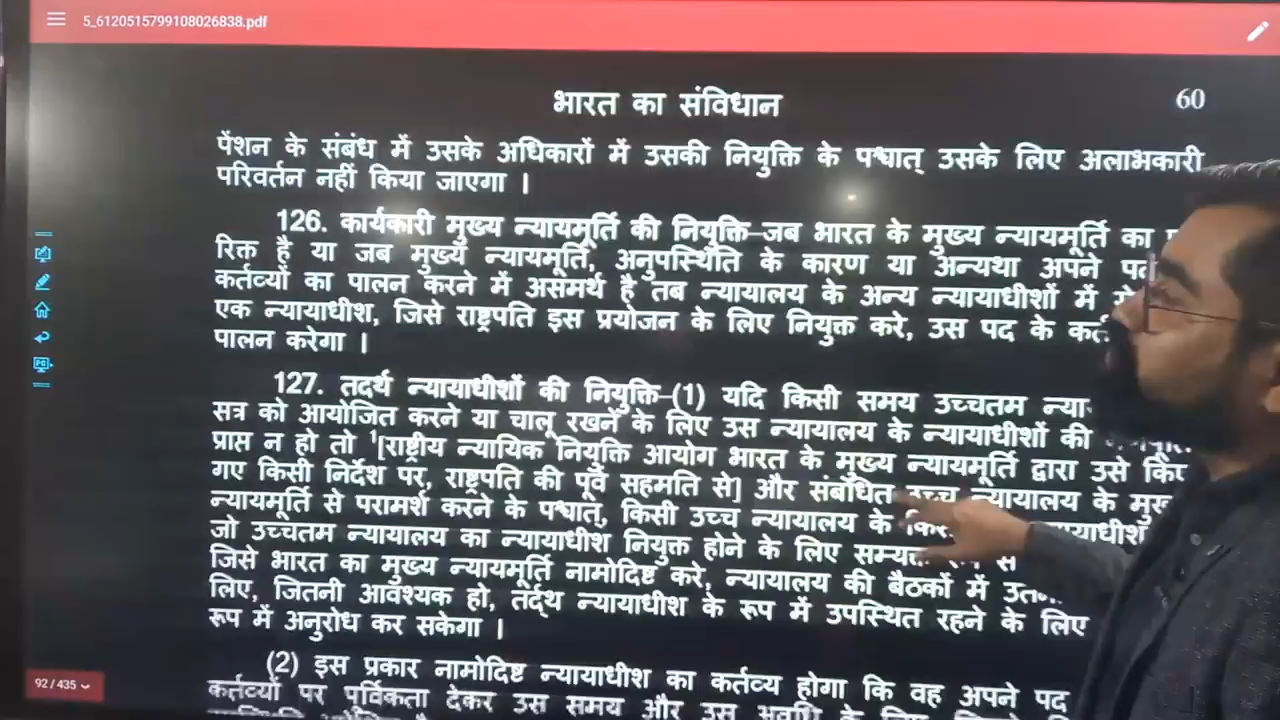 5_6120515799108026838.pdf
भारत का संविधान
60
पेंशन के संबंध में उसके अधिकारों में उसकी नियुक्ति के पश्चात् उसके लिए अलाभकारी
परिवर्तन नहीं किया जाएगा ।
126. कार्यकारी मुख्य न्यायमूर्ति की नियुक्ति–जब भारत के मुख्य न्यायमूर्ति का
रिक्त है या जब मुख्य न्यायमूर्ति, अनुपस्थिति के कारण या अन्यथा अपने
कर्तव्यों का पालन करने में असमर्थ है तब न्यायालय के अन्य न्यायाधीशों में
एक न्यायाधीश, जिसे राष्ट्रपति इस प्रयोजन के लिए नियुक्त करे, उस पद के
पालन करेगा ।
127. तदर्थ न्यायाधीशों की नियुक्ति–(1) यदि किसी समय उच्चतम
सत्र को आयोजित करने या चालू रखने के लिए उस न्यायालय के न्यायाधीशों की
प्राप्त न हो तो ¹[राष्ट्रीय न्यायिक नियुक्ति आयोग भारत के मुख्य न्यायमूर्ति द्वारा उसे किए
गए किसी निर्देश पर, राष्ट्रपति की पूर्व सहमति से] और संबंधित उच्च न्यायालय के
न्यायमूर्ति से परामर्श करने के पश्चात्, किसी उच्च न्यायालय के
जो उच्चतम न्यायालय का न्यायाधीश नियुक्त होने के लिए से
जिसे भारत का मुख्य न्यायमूर्ति नामोदिष्ट करे, न्यायालय की बैठकों में
लिए, जितनी आवश्यक हो, तर्द्थ न्यायाधीश के रूप में उपस्थित रहने के लिए
रूप में अनुरोध कर सकेगा ।
(2) इस प्रकार नामोदिष्ट न्यायाधीश का कर्तव्य होगा कि वह अपने पद
कर्तव्यों पर पूर्विकता देकर उस समय और उस अवधि के लिए
92 / 435